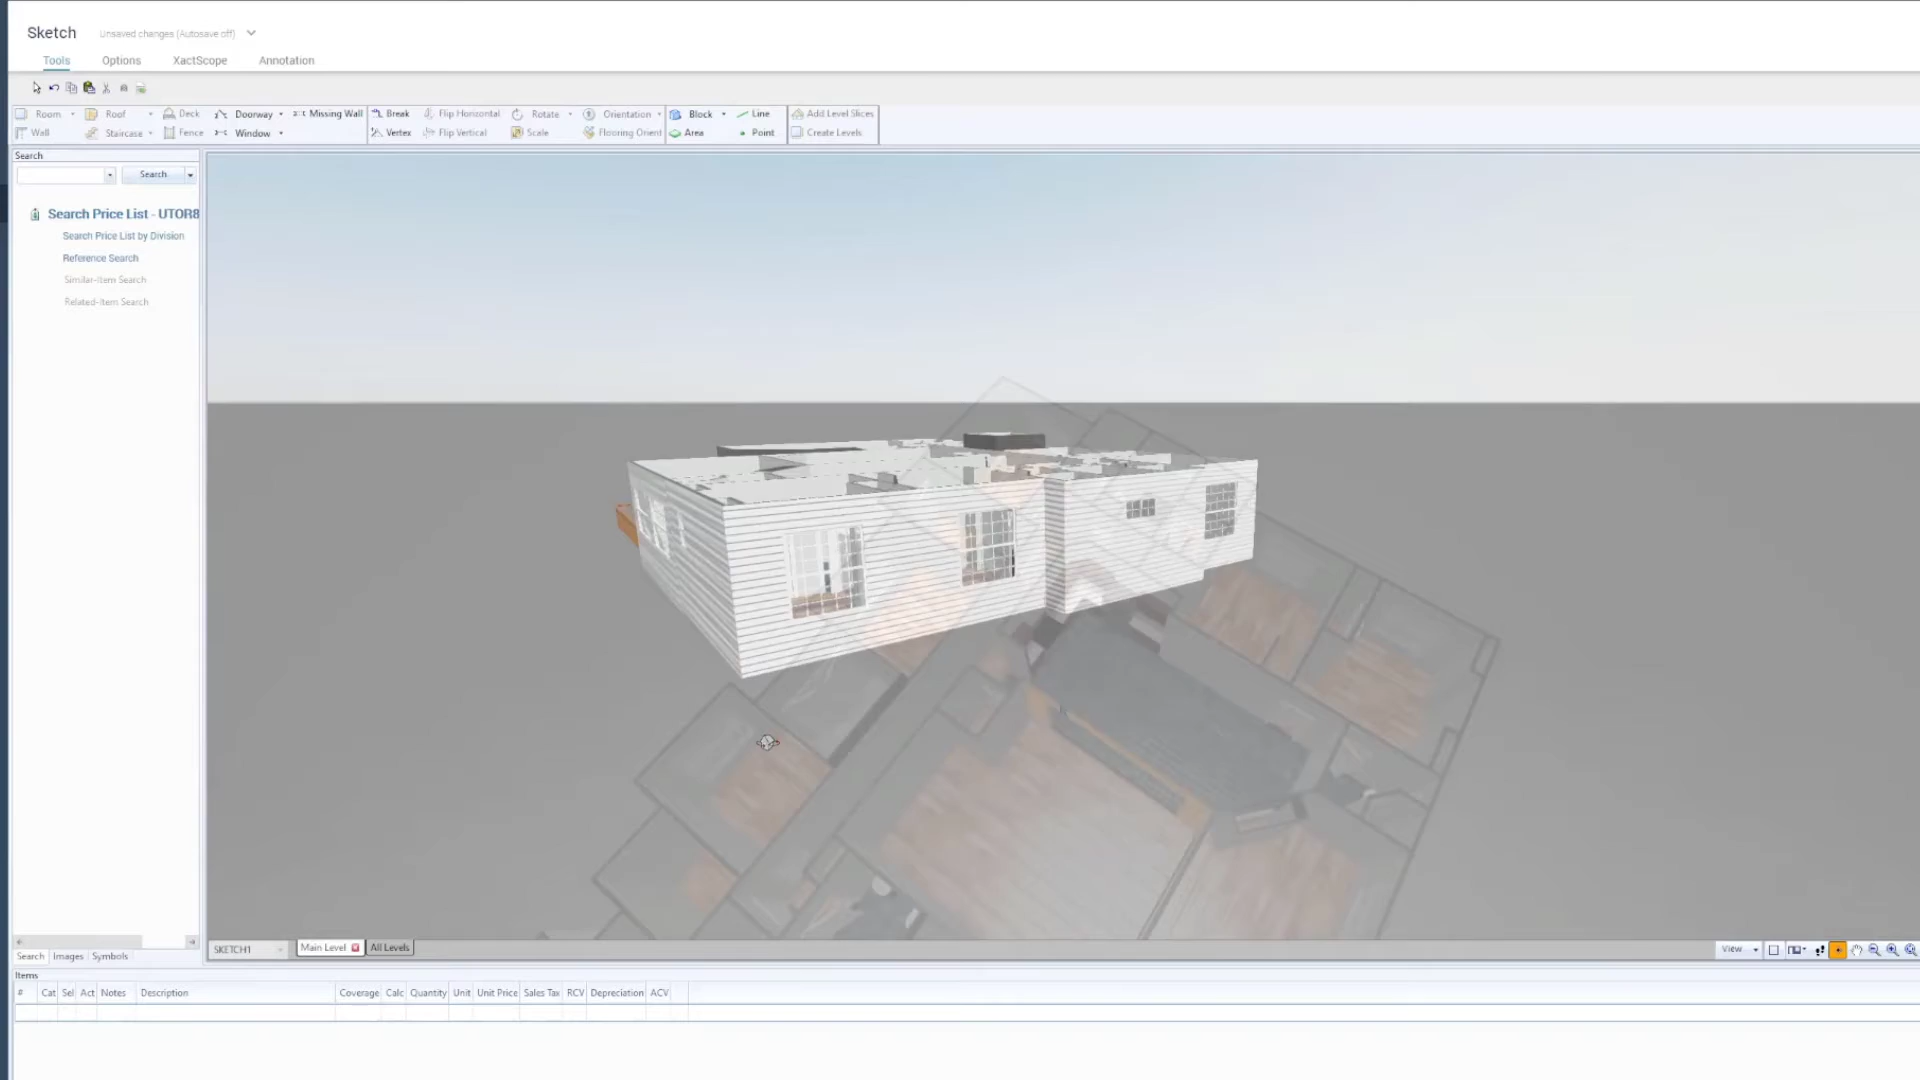 Sketch Unsaved changes (Autosave off)
Tools Options XactScope Annotation
Room Roof Deck Doorway Missing Wall Break Flip Horizontal Rotate Orientation Block Line Add Level Slices
Wall Staircase Fence Window Vertex Flip Vertical Scale Flooring Orient Area Point Create Levels
Search
Search
Search Price List - UTOR8
Search Price List by Division
Reference Search
Similar-Item Search
Related-Item Search
SKETCH1 Main Level All Levels View
Search Images Symbols
Items
# Cat Sel Act Notes Description Coverage Calc Quantity Unit Unit Price Sales Tax RCV Depreciation ACV